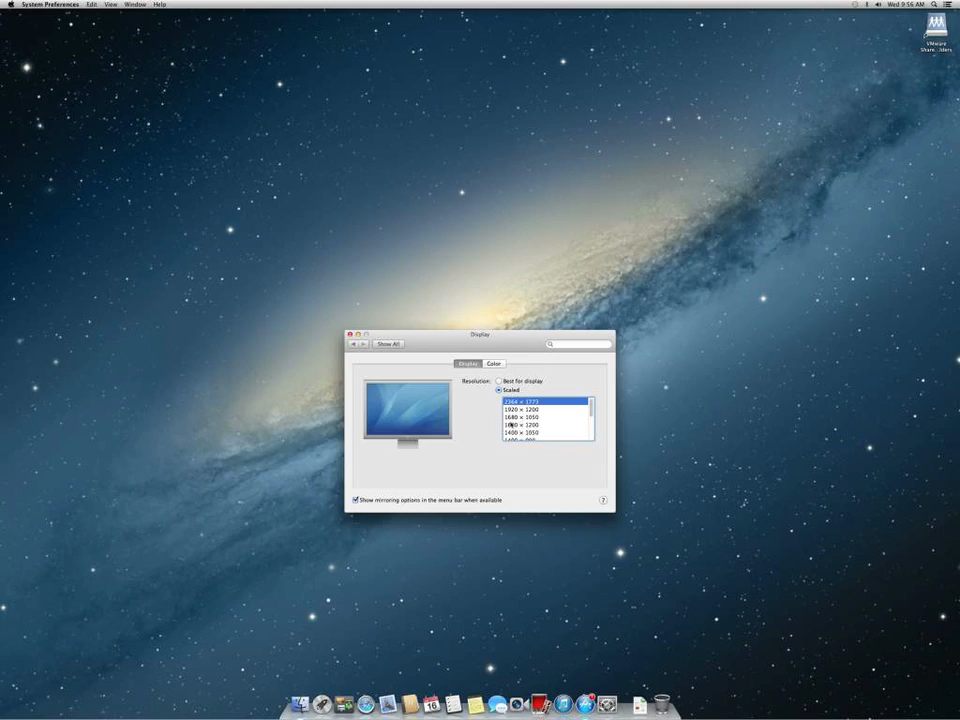 System Preferences Edit View Window Help
Wed 9:56 AM
VMware
Share...lders
Display
Show All
Display Color
Resolution: Best for display
Scaled
2364 × 1773
1920 × 1200
1680 × 1050
1600 × 1200
1400 × 1050
Show mirroring options in the menu bar when available
?
16